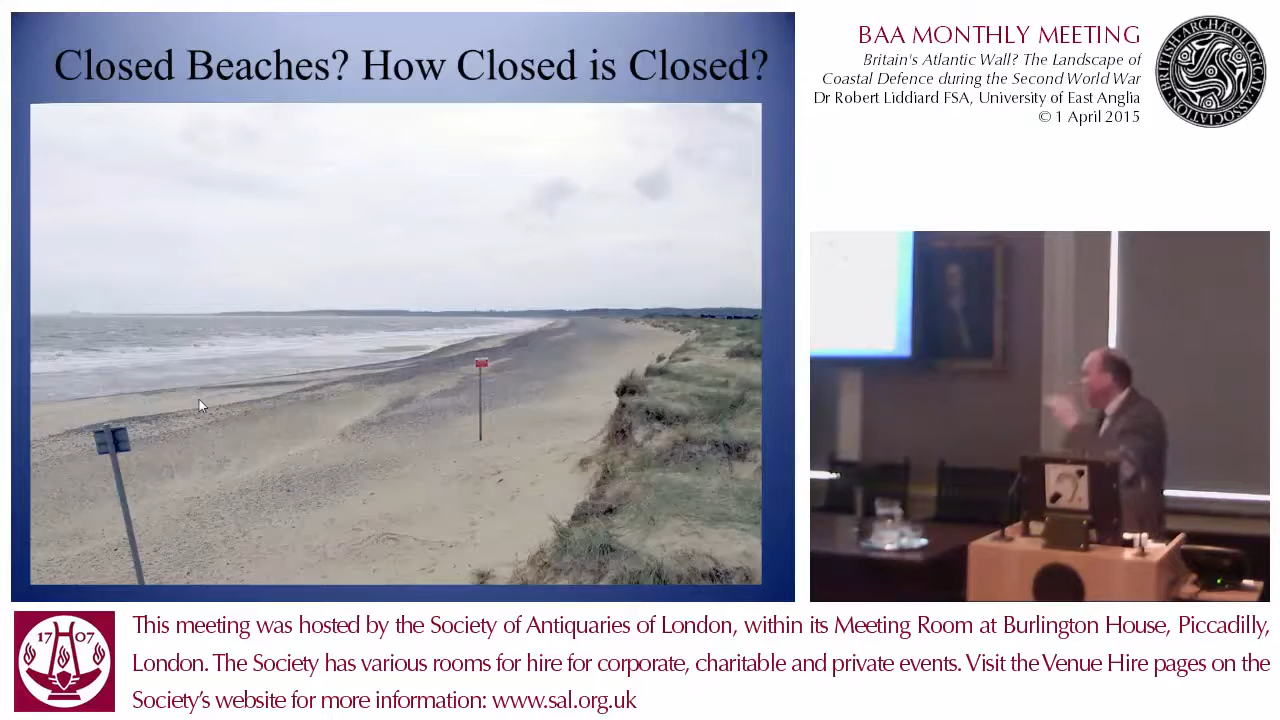 Closed Beaches? How Closed is Closed?
BAA MONTHLY MEETING
Britain's Atlantic Wall? The Landscape of
Coastal Defence during the Second World War
Dr Robert Liddiard FSA, University of East Anglia
© 1 April 2015
BRITISH · ARCHÆOLOGICAL · ASSOCIATION
1707
This meeting was hosted by the Society of Antiquaries of London, within its Meeting Room at Burlington House, Piccadilly,
London. The Society has various rooms for hire for corporate, charitable and private events. Visit the Venue Hire pages on the
Society's website for more information: www.sal.org.uk